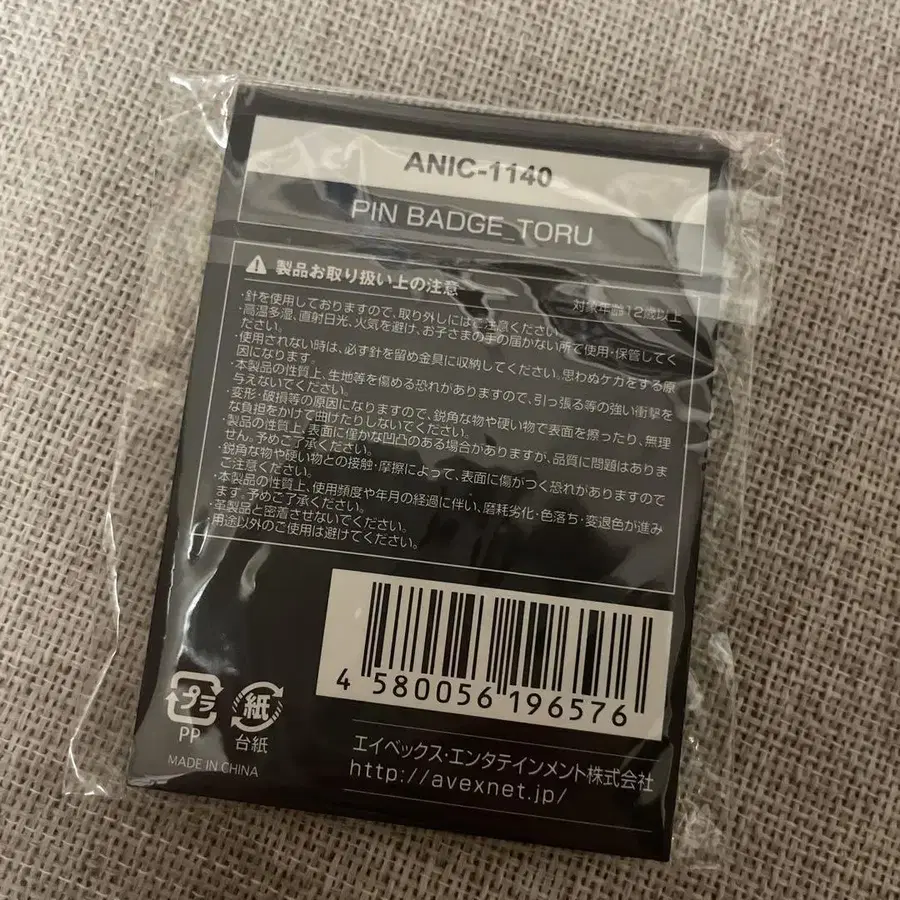 ANIC-1140
PIN BADGE_TORU
製品お取り扱い上の注意
対象年齢12歳以上
・針を使用しておりますので、取り外しにはご注意ください。
・高温多湿、直射日光、火気を避け、お子さまの手の届かない所で使用・保管してく
ださい。
・使用されない時は、必ず針を留め金具に収納してください。思わぬケガをする原
因になります。
・本製品の性質上、生地等を傷める恐れがありますので、引っ張る等の強い衝撃を
与えないでください。
・変形・破損等の原因になりますので、鋭角な物や硬い物で表面を擦ったり、無理
な負担をかけて曲げたりしないでください。
・製品の性質上、表面に僅かな凹凸のある場合がありますが、品質に問題はありま
せん。予めご了承ください。
・鋭角な物や硬い物との接触・摩擦によって、表面に傷がつく恐れがありますので
ご注意ください。
・本製品の性質上、使用頻度や年月の経過に伴い、磨耗劣化・色落ち・変退色が進み
ます。予めご了承ください。
・革製品と密着させないでください。
・用途以外のご使用は避けてください。
4 580056 196576
プラ
PP
紙
台紙
MADE IN CHINA
エイベックス・エンタテインメント株式会社
http://avexnet.jp/